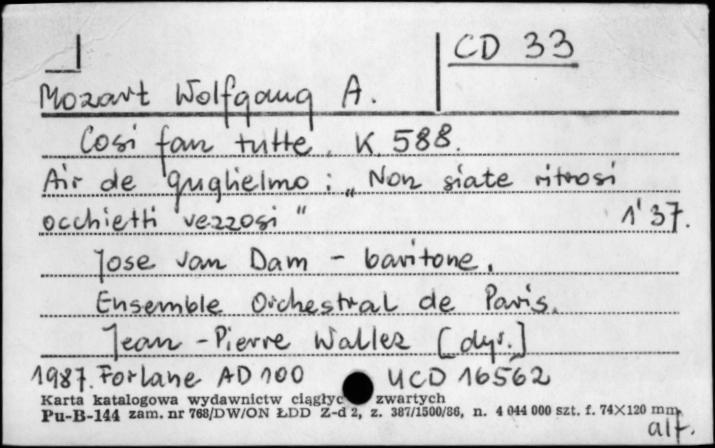 CD 33
Mozart Wolfgang A.
Cosi fan tutte. K. 588.
Air de Guglielmo: „Non siate ritrosi
occhietti vezzosi" 1'37.
Jose van Dam - baritone.
Ensemble Orchestral de Paris.
Jean-Pierre Wallez [dyr.]
1987. Forlane AD 100 UCD 16562
Karta katalogowa wydawnictw ciągłyc zwartych
Pu-B-144 zam. nr 768/DW/ON ŁDD Z-d 2, z. 387/1500/86, n. 4 044 000 szt. f. 74×120 mm.
alf.